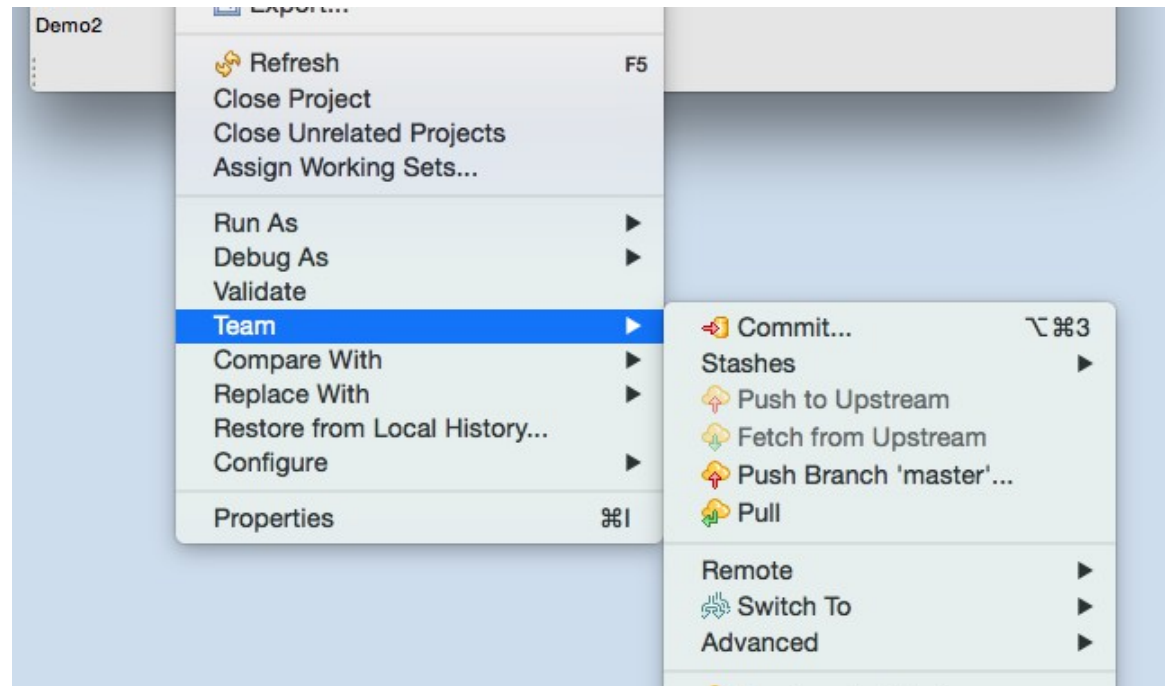 Export...
Demo2
Refresh F5
Close Project
Close Unrelated Projects
Assign Working Sets...
Run As
Debug As
Validate
Team
Compare With
Replace With
Restore from Local History...
Configure
Properties ⌘I
Commit... ⌥⌘3
Stashes
Push to Upstream
Fetch from Upstream
Push Branch 'master'...
Pull
Remote
Switch To
Advanced